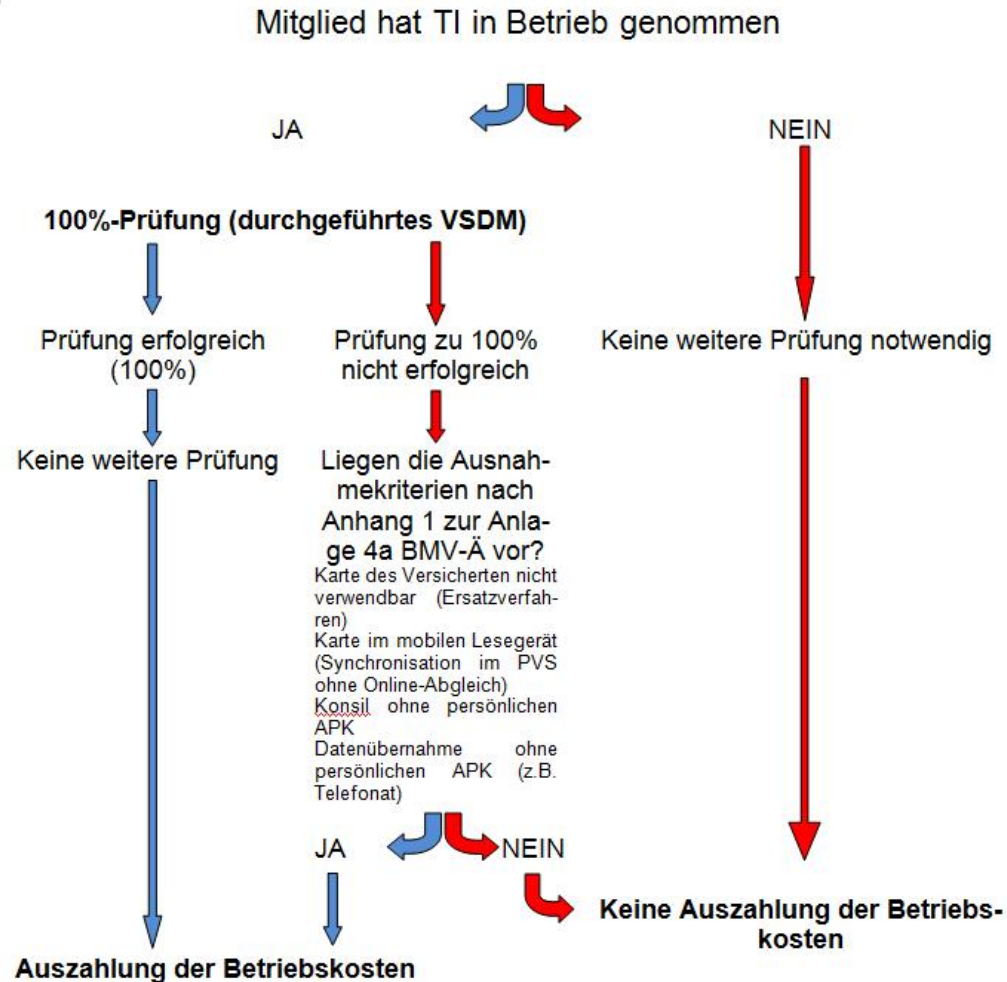 Mitglied hat TI in Betrieb genommen
JA
NEIN
100%-Prüfung (durchgeführtes VSDM)
Prüfung erfolgreich
(100%)
Prüfung zu 100%
nicht erfolgreich
Keine weitere Prüfung notwendig
Keine weitere Prüfung
Liegen die Ausnah-
mekriterien nach
Anhang 1 zur Anla-
ge 4a BMV-Ä vor?
Karte des Versicherten nicht
verwendbar (Ersatzverfah-
ren)
Karte im mobilen Lesegerät
(Synchronisation im PVS
ohne Online-Abgleich)
Konsil ohne persönlichen
APK
Datenübernahme ohne
persönlichen APK (z.B.
Telefonat)
JA
NEIN
Keine Auszahlung der Betriebs-
kosten
Auszahlung der Betriebskosten